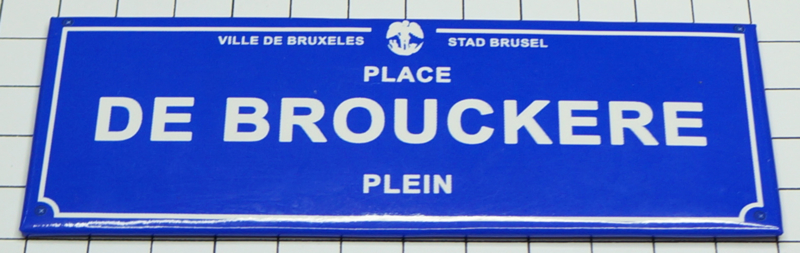 VILLE DE BRUXELES STAD BRUSEL
PLACE
DE BROUCKERE
PLEIN